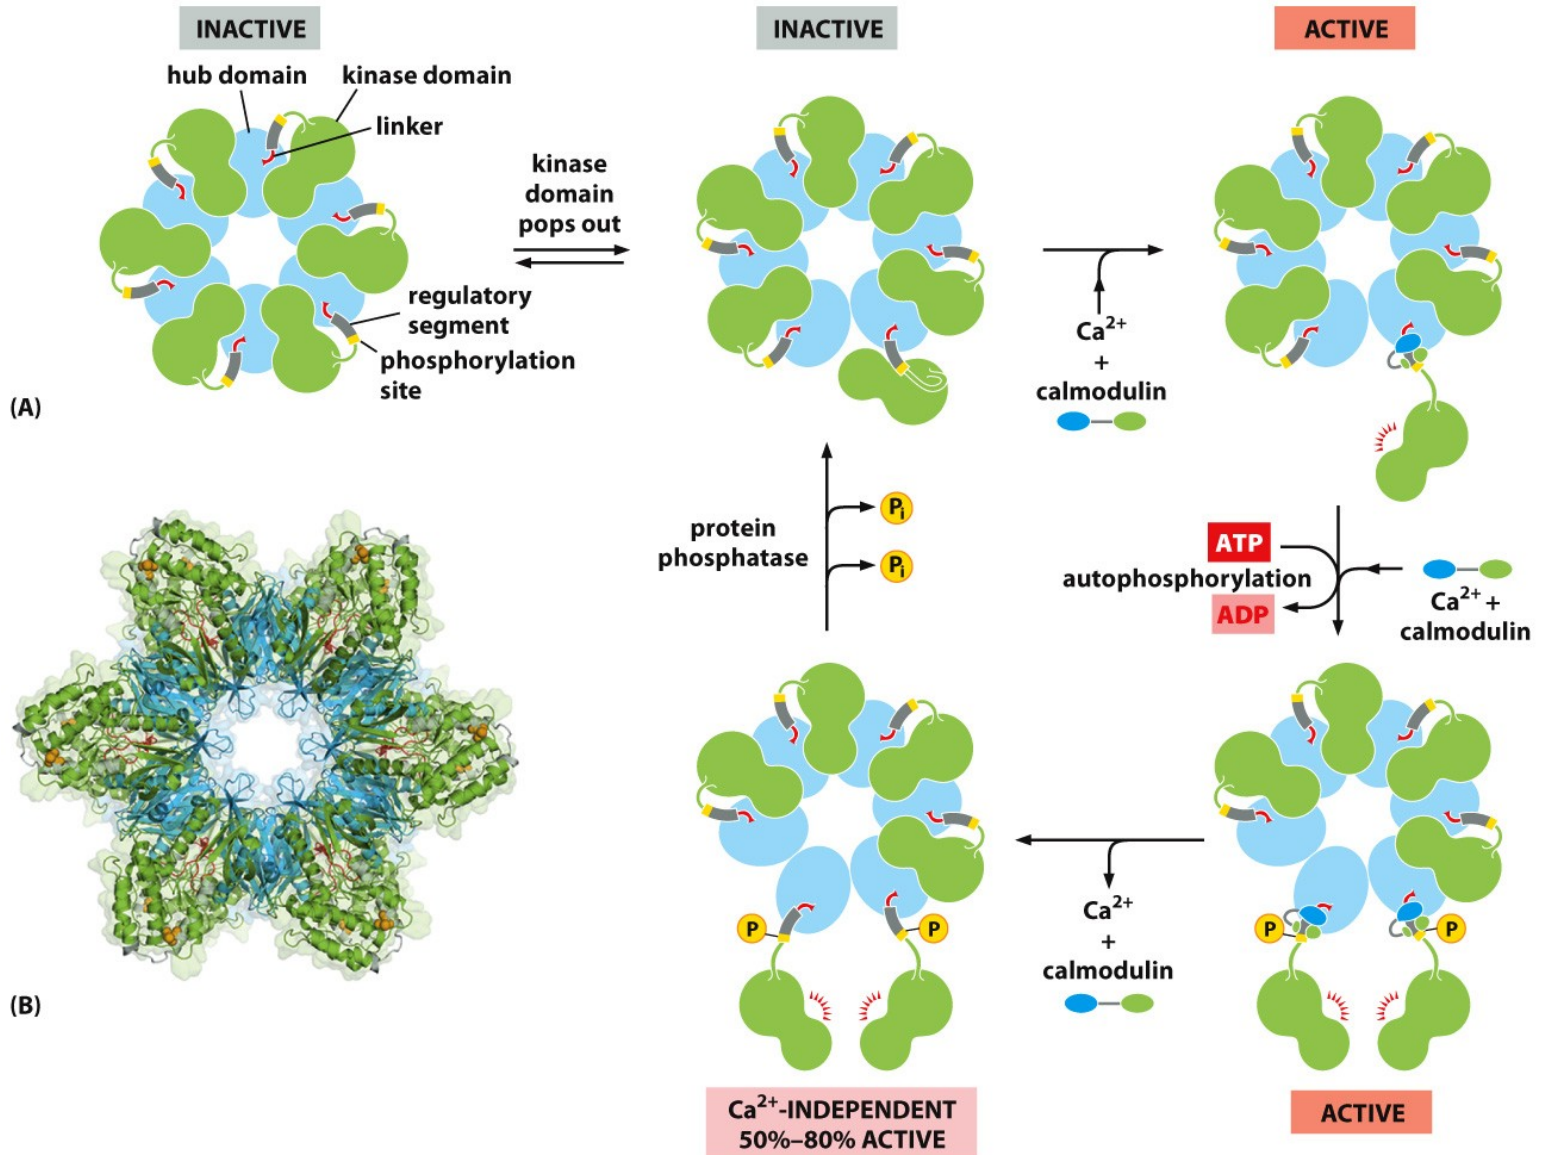 INACTIVE
hub domain
kinase domain
linker
regulatory
segment
phosphorylation
site
(A)
kinase
domain
pops out
INACTIVE
Ca²⁺
+
calmodulin
ACTIVE
ATP
autophosphorylation
ADP
Ca²⁺ +
calmodulin
P
P
ACTIVE
Ca²⁺
+
calmodulin
P
P
Ca²⁺-INDEPENDENT
50%–80% ACTIVE
protein
phosphatase
Pi
Pi
(B)